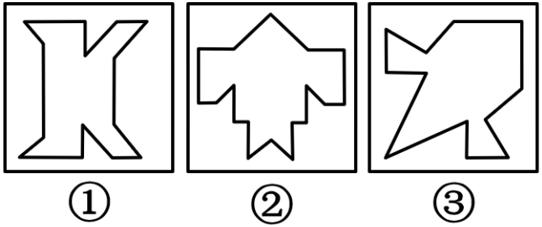 ① ② ③